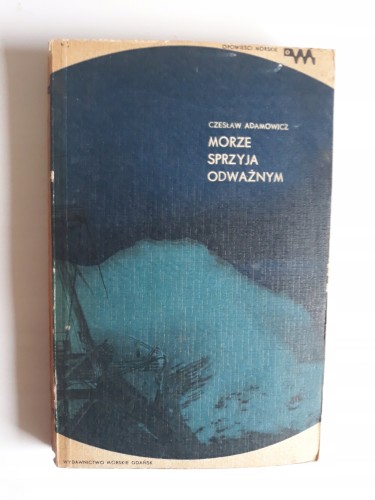 OPOWIEŚCI MORSKIE
CZESŁAW ADAMOWICZ
MORZE
SPRZYJA
ODWAŻNYM
WYDAWNICTWO MORSKIE GDAŃSK